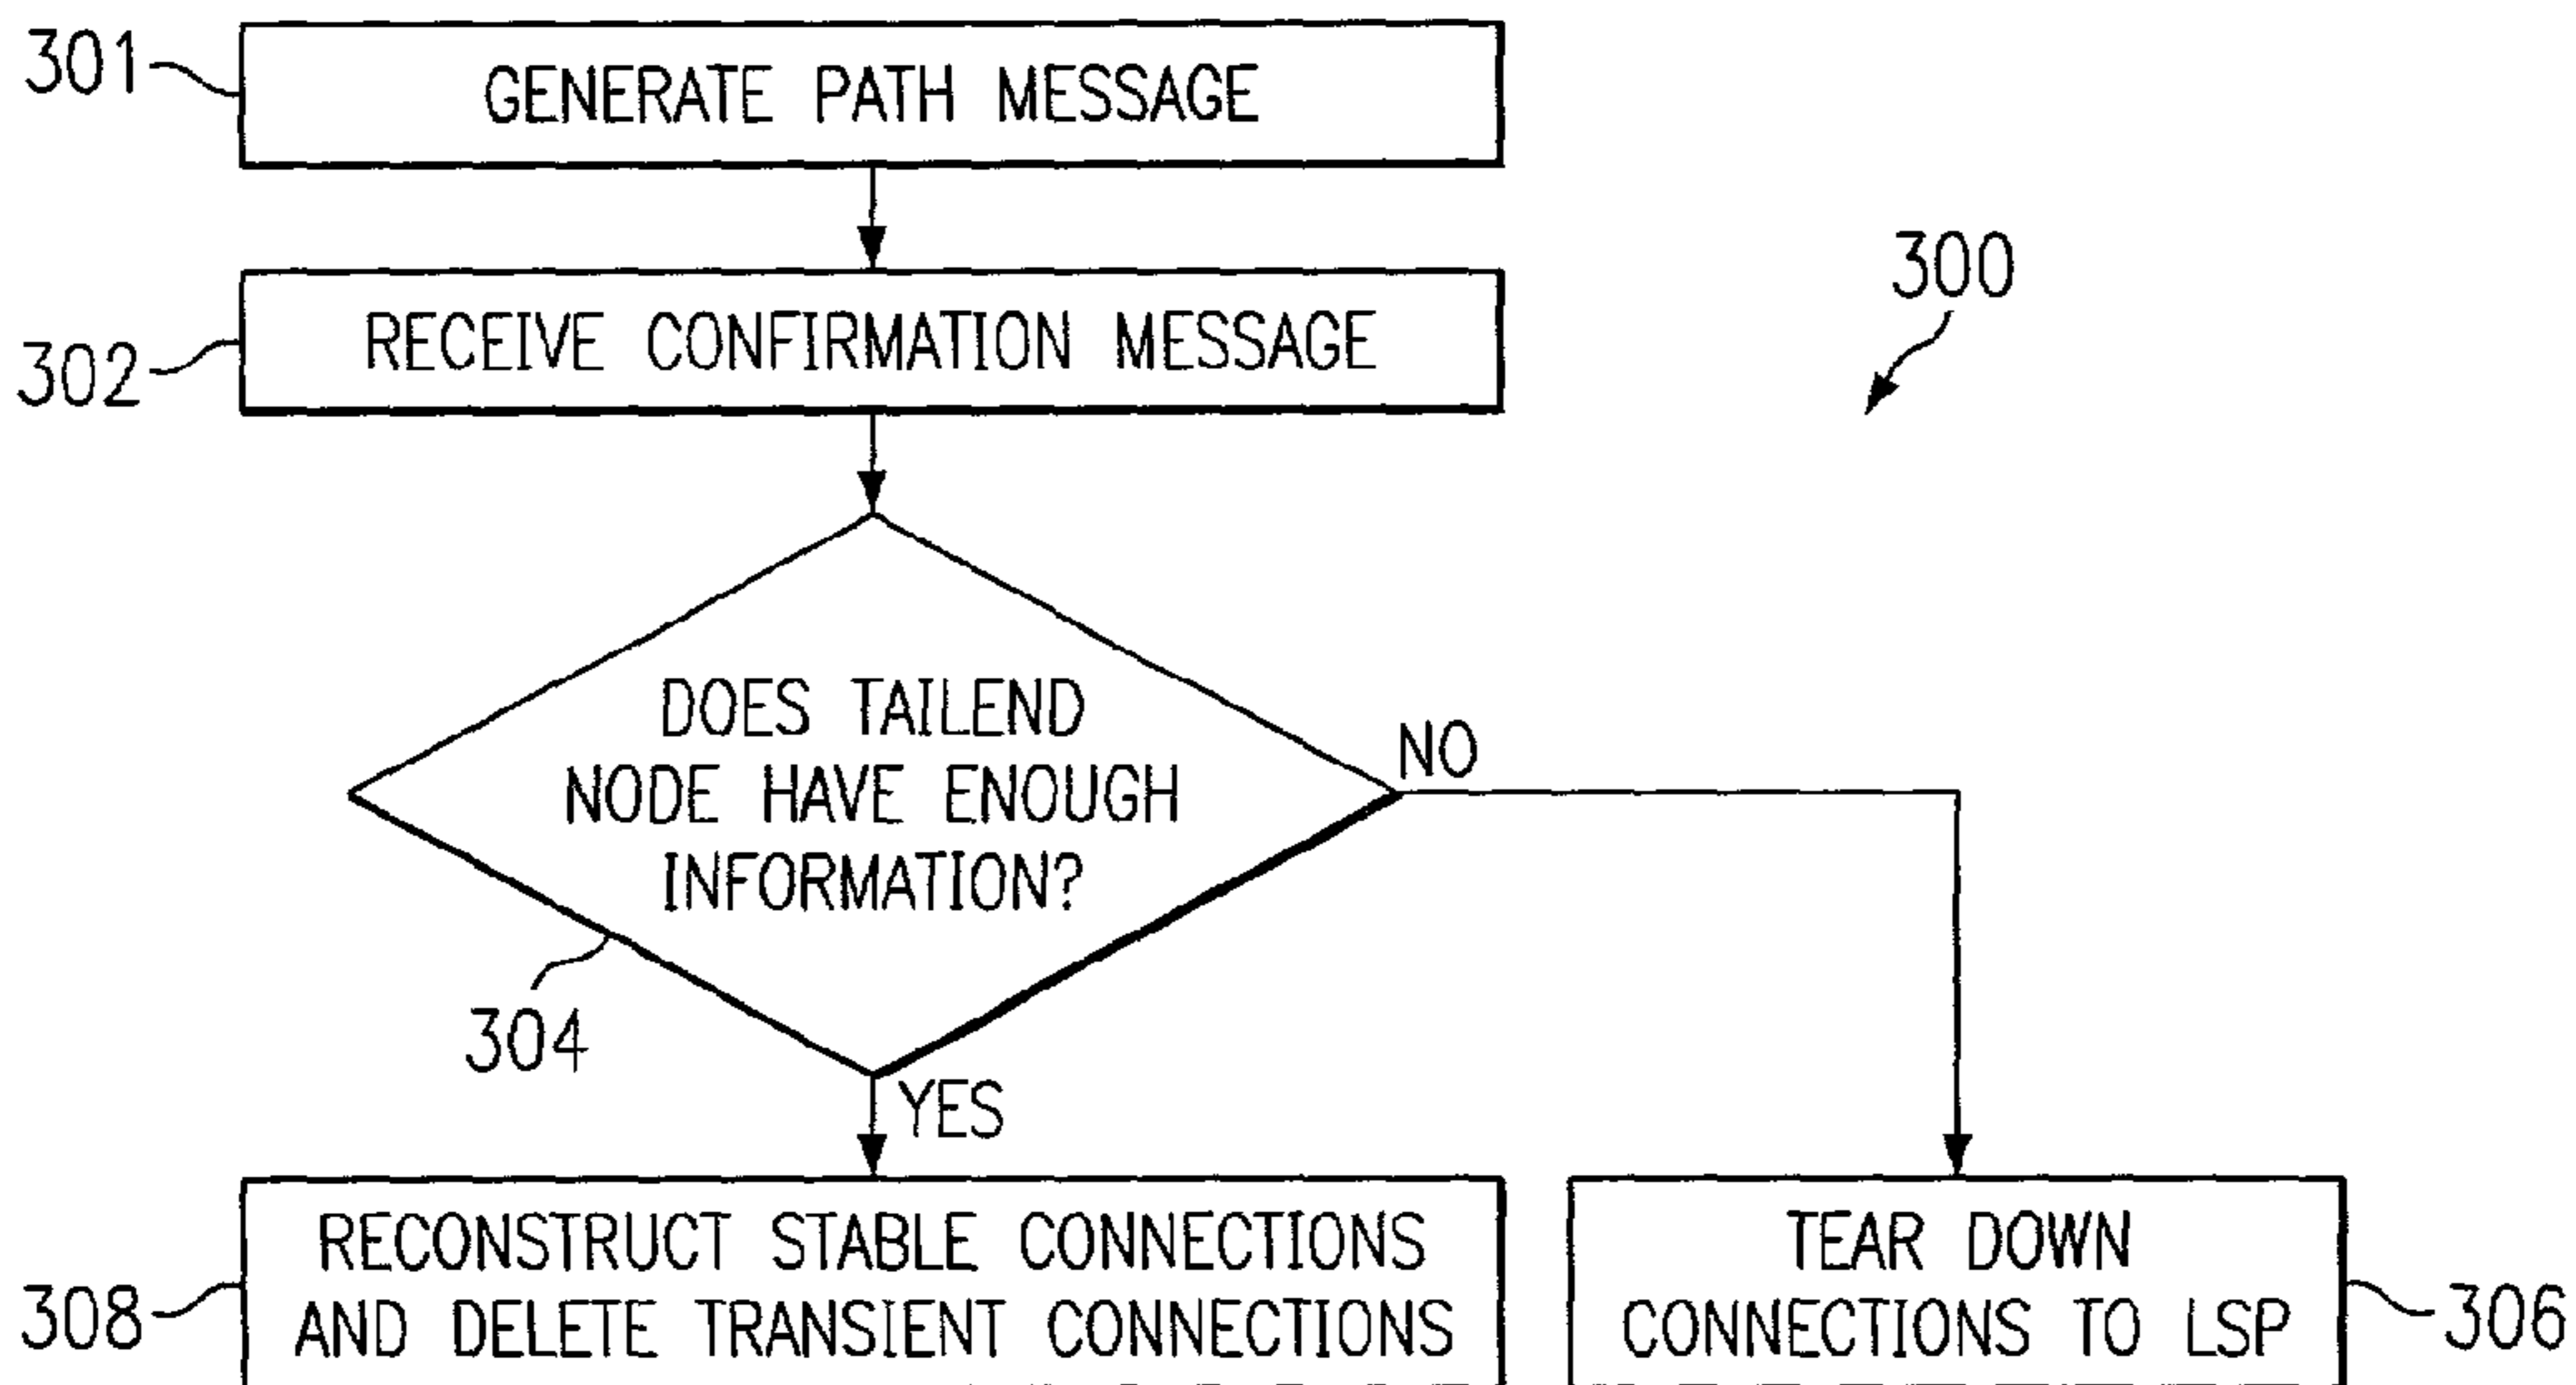 301
GENERATE PATH MESSAGE
300
302
RECEIVE CONFIRMATION MESSAGE
DOES TAILEND
NODE HAVE ENOUGH
INFORMATION?
NO
304
YES
308
RECONSTRUCT STABLE CONNECTIONS
AND DELETE TRANSIENT CONNECTIONS
TEAR DOWN
CONNECTIONS TO LSP
306